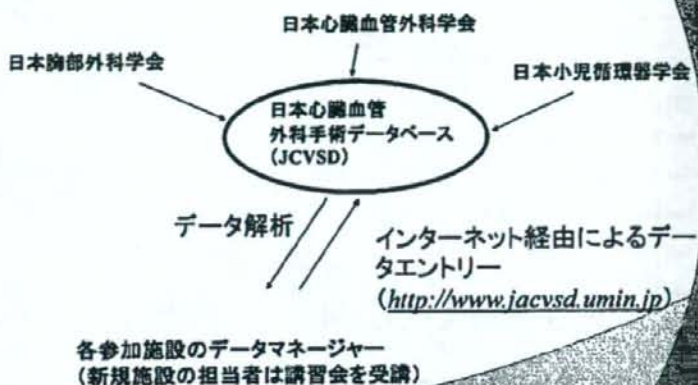 日本心臓血管外科学会
日本胸部外科学会
日本小児循環器学会
日本心臓血管
外科手術データベース
(JCVSD)
データ解析
インターネット経由によるデー
タエントリー
(http://www.jacvsd.umin.jp)
各参加施設のデータマネージャー
(新規施設の担当者は講習会を受講)